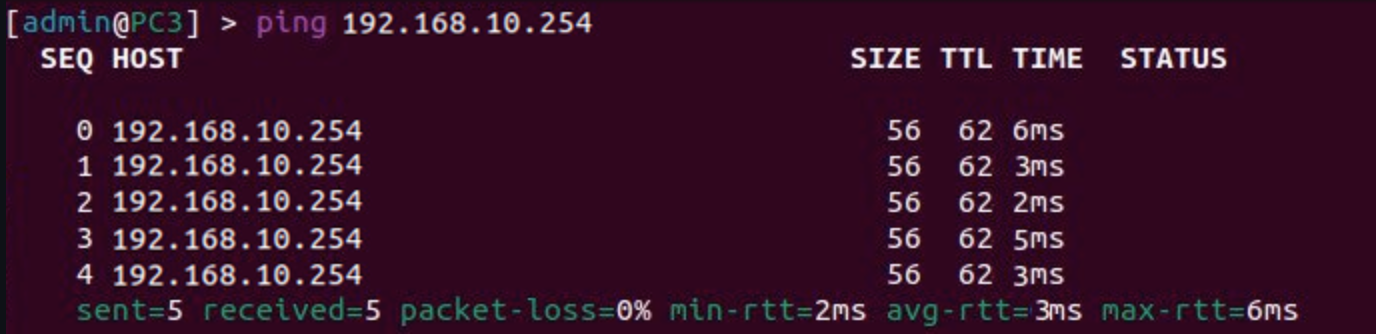 [admin@PC3] > ping 192.168.10.254
SEQ HOST SIZE TTL TIME STATUS
0 192.168.10.254 56 62 6ms
1 192.168.10.254 56 62 3ms
2 192.168.10.254 56 62 2ms
3 192.168.10.254 56 62 5ms
4 192.168.10.254 56 62 3ms
sent=5 received=5 packet-loss=0% min-rtt=2ms avg-rtt=3ms max-rtt=6ms